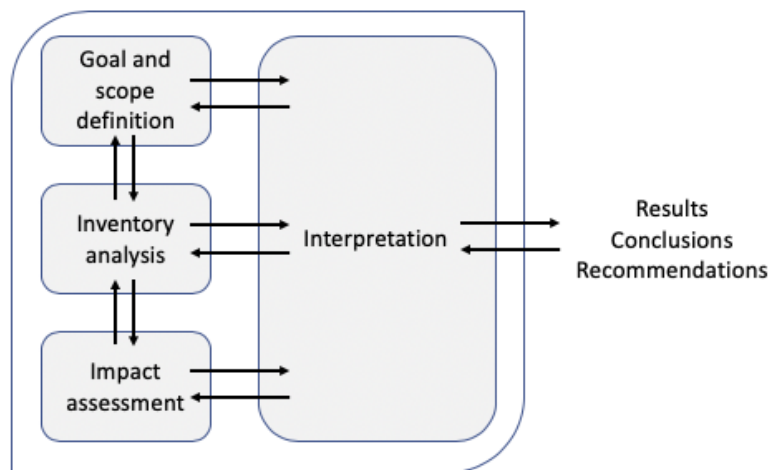 Goal and
scope
definition
Inventory
analysis
Impact
assessment
Interpretation
Results
Conclusions
Recommendations